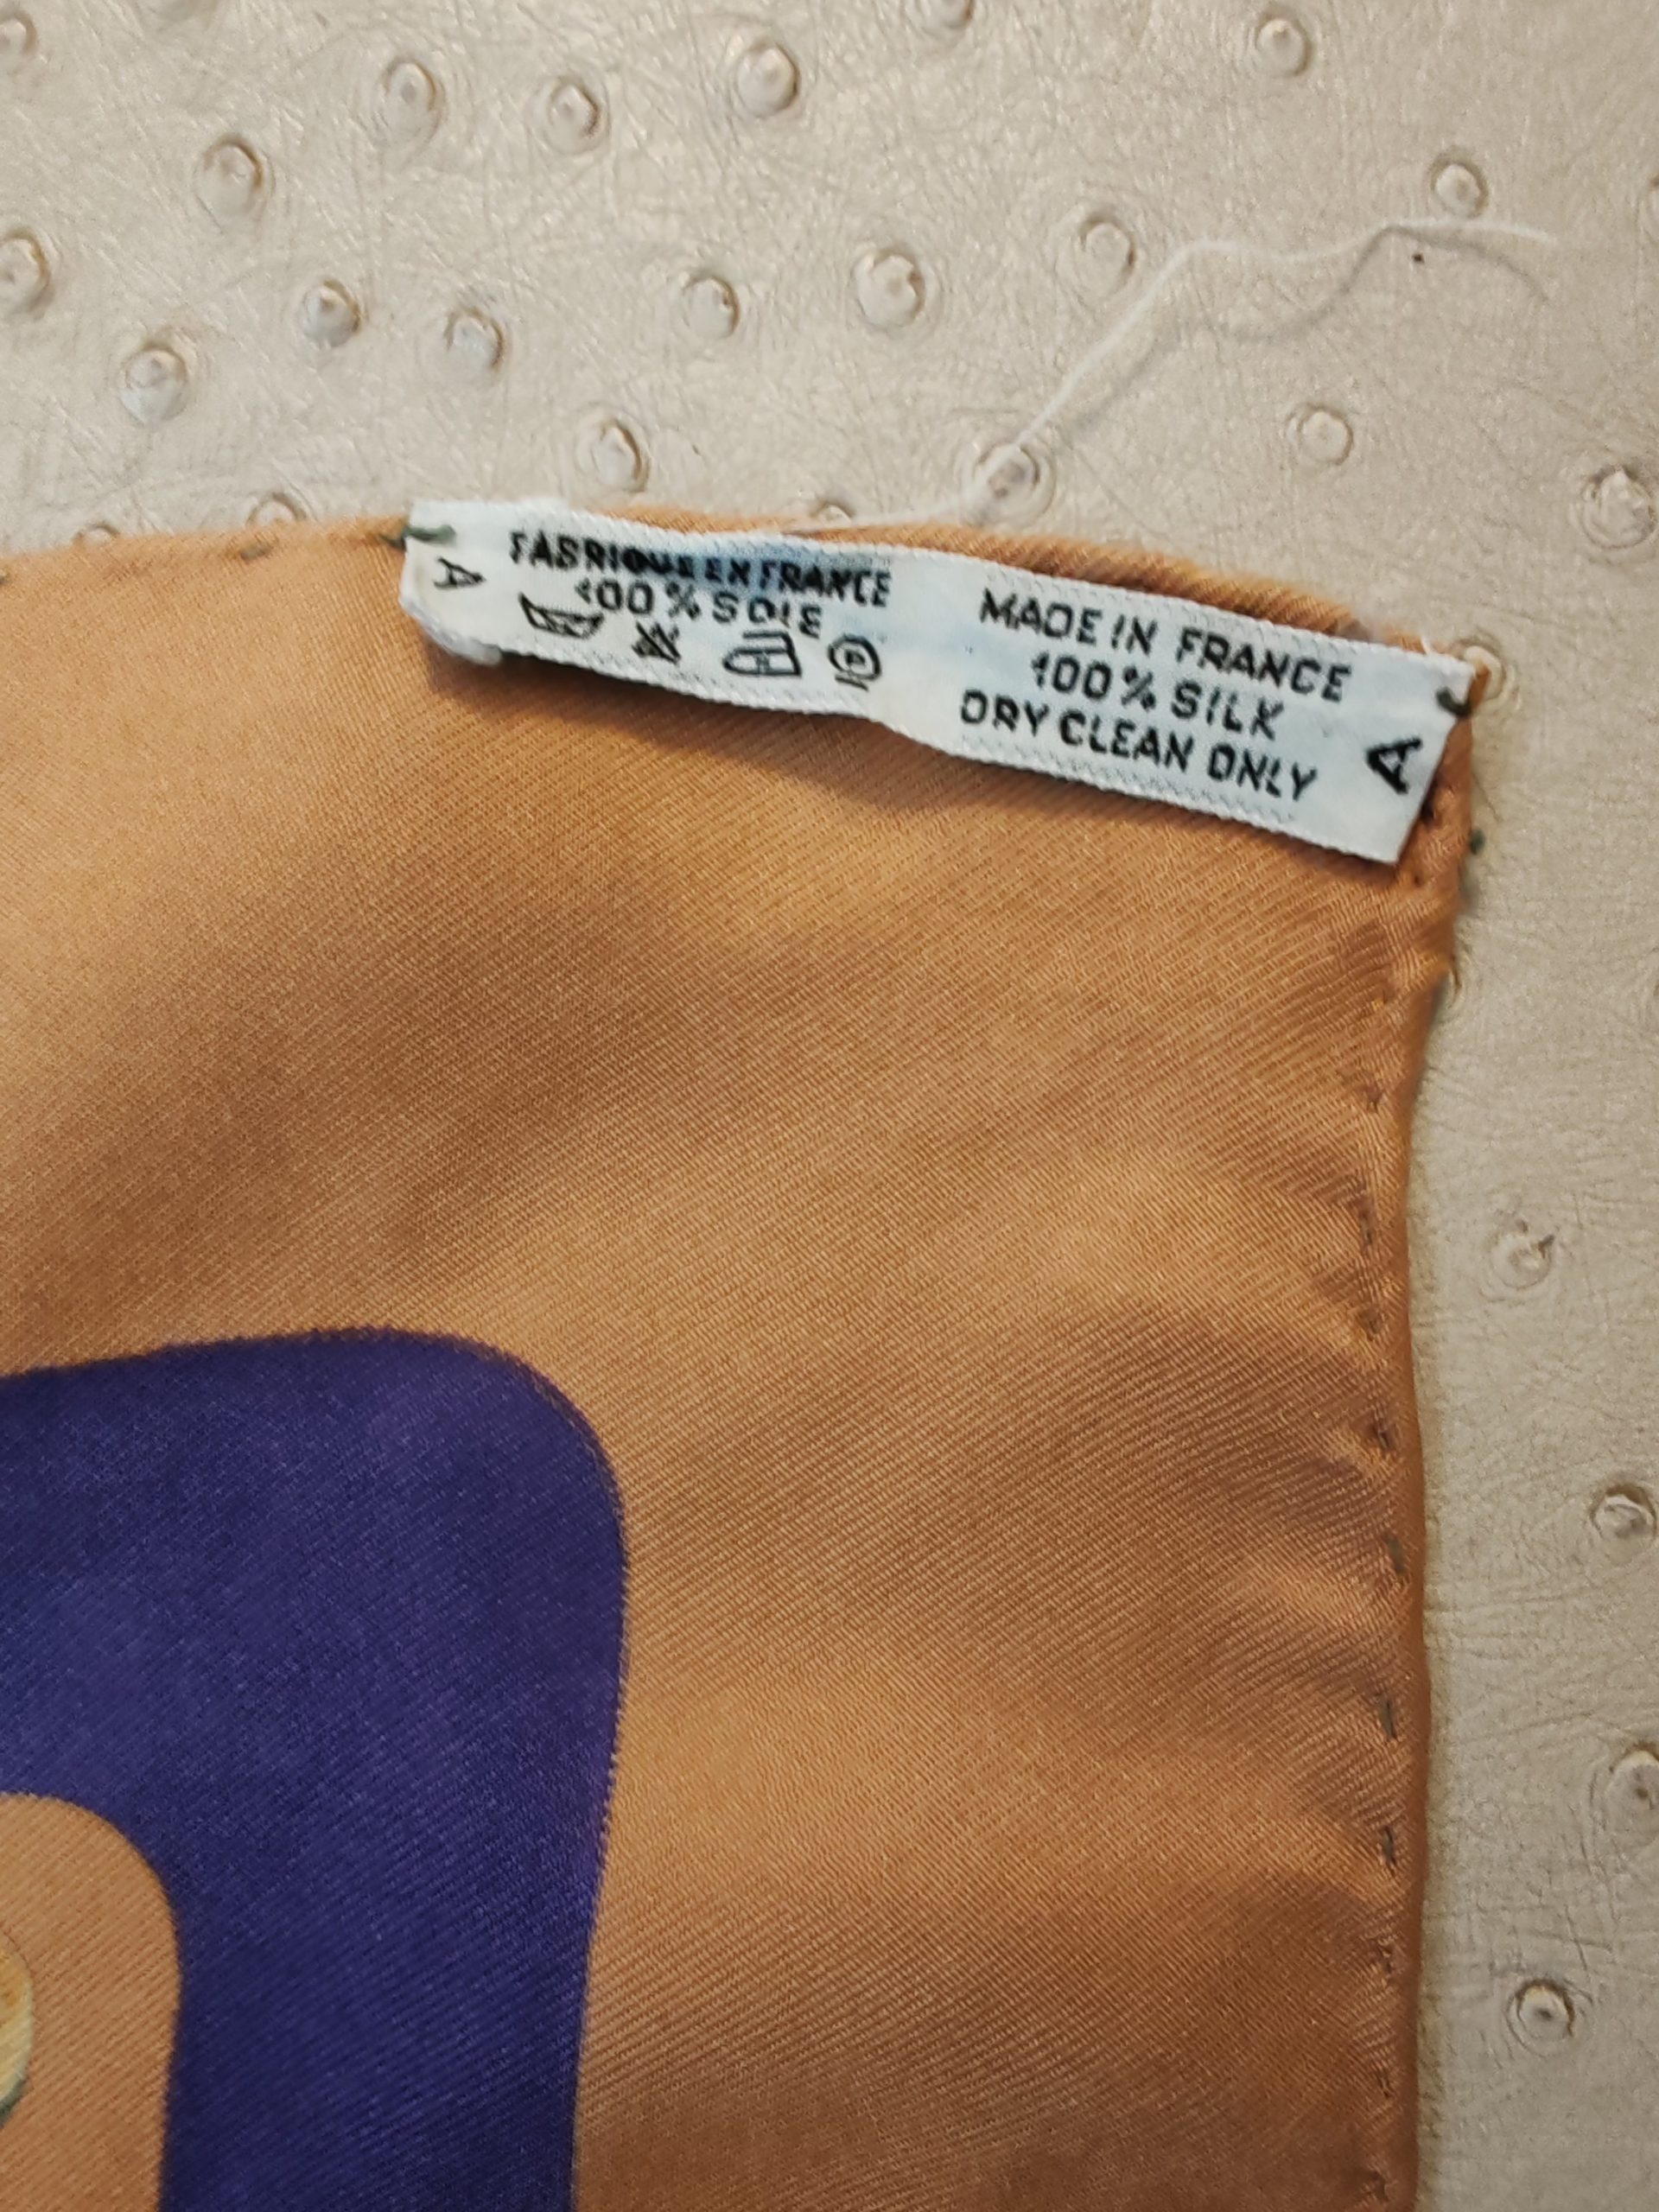 A
FABRIQUE EN FRANCE
100 % SOIE
P
MADE IN FRANCE
100 % SILK
DRY CLEAN ONLY
A